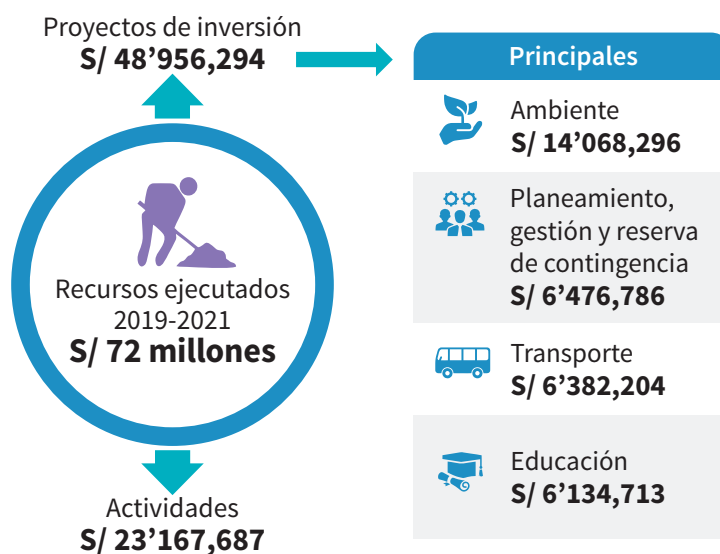 Proyectos de inversión
S/ 48’956,294
Recursos ejecutados
2019-2021
S/ 72 millones
Actividades
S/ 23’167,687
Principales
Ambiente
S/ 14’068,296
Planeamiento,
gestión y reserva
de contingencia
S/ 6’476,786
Transporte
S/ 6’382,204
Educación
S/ 6’134,713